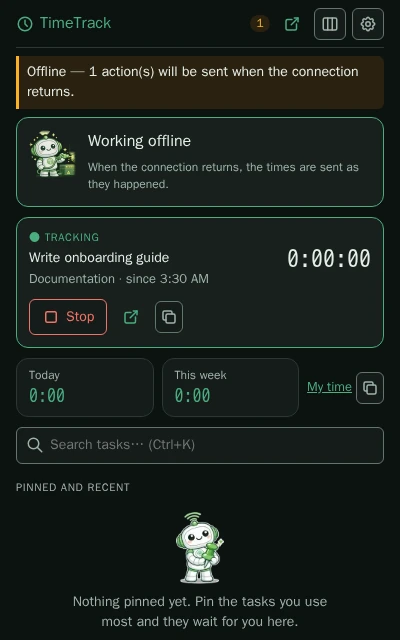 TimeTrack
1
Offline — 1 action(s) will be sent when the connection
returns.
Working offline
When the connection returns, the times are sent as
they happened.
TRACKING
Write onboarding guide
0:00:00
Documentation · since 3:30 AM
Stop
Today
0:00
This week
0:00
My time
Search tasks⋯ (Ctrl+K)
PINNED AND RECENT
Nothing pinned yet. Pin the tasks you use
most and they wait for you here.